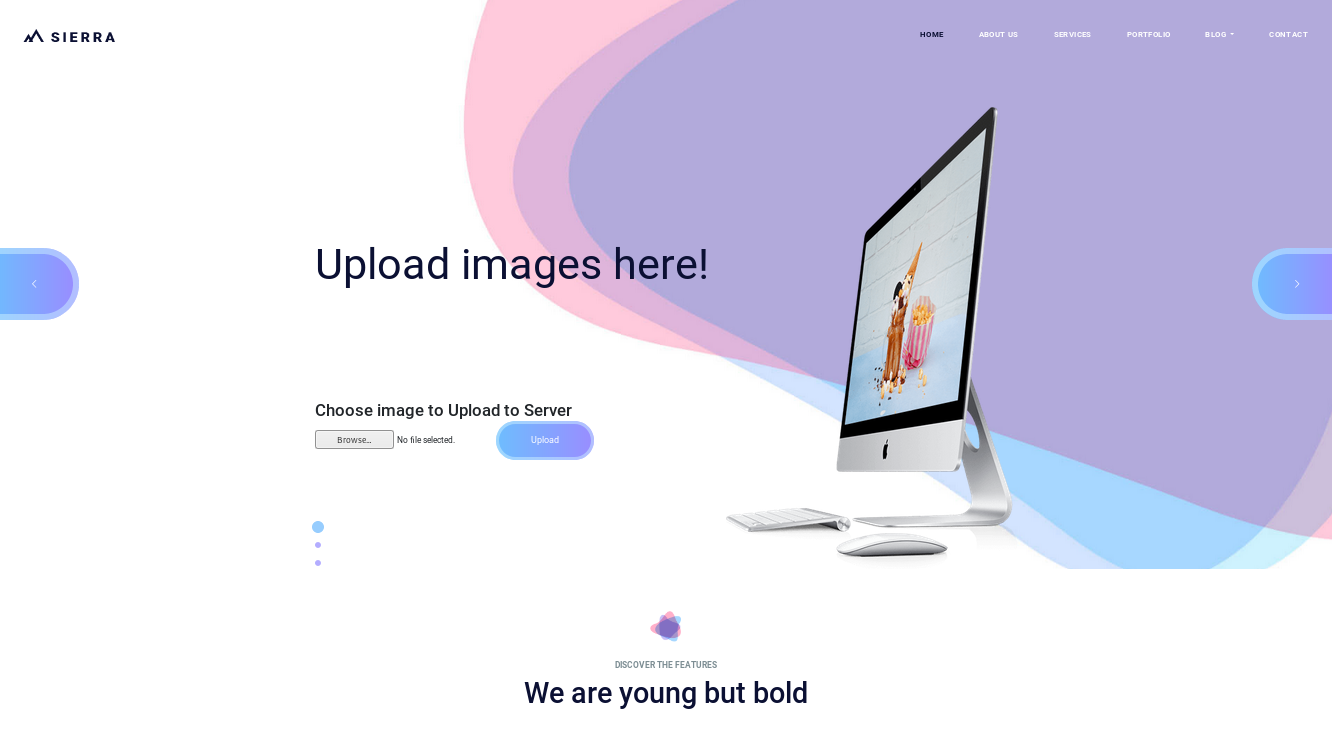 SIERRA
HOME ABOUT US SERVICES PORTFOLIO BLOG CONTACT
Upload images here!
Choose image to Upload to Server
Browse... No file selected. Upload
DISCOVER THE FEATURES
We are young but bold